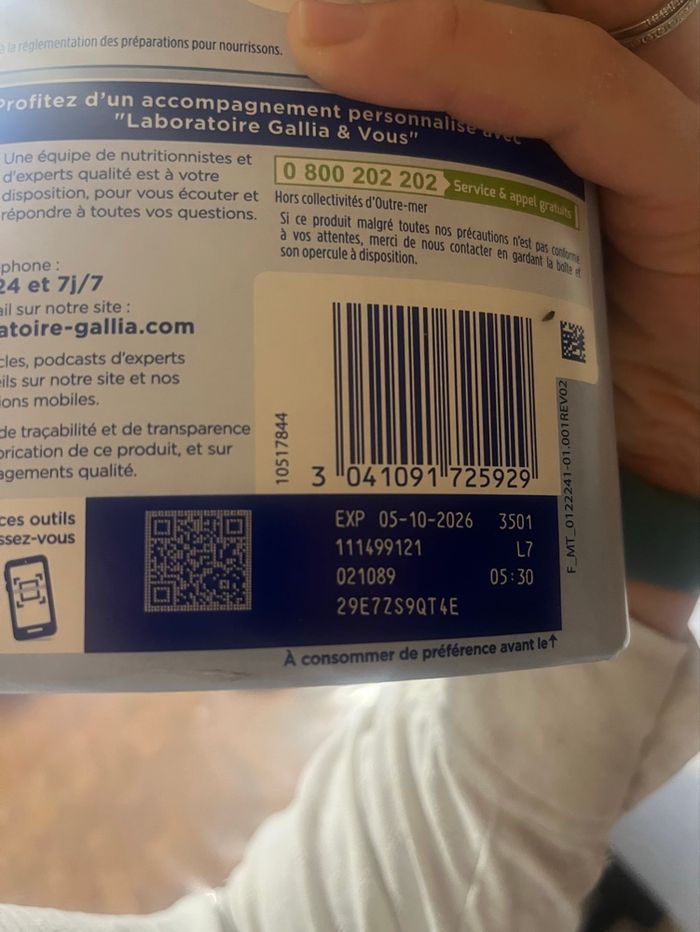 à la réglementation des préparations pour nourrissons.
Profitez d'un accompagnement personnalisé avec
"Laboratoire Gallia & Vous"
Une équipe de nutritionnistes et
d'experts qualité est à votre
disposition, pour vous écouter et
répondre à toutes vos questions.
0 800 202 202 Service & appel gratuits
Hors collectivités d'Outre-mer
Si ce produit malgré toutes nos précautions n'est pas conforme
à vos attentes, merci de nous contacter en gardant la boîte et
son opercule à disposition.
phone :
24 et 7j/7
ail sur notre site :
atoire-gallia.com
cles, podcasts d'experts
ils sur notre site et nos
ions mobiles.
de traçabilité et de transparence
brication de ce produit, et sur
agements qualité.
10517844
3 041091 725929
F_MT_0122241-01.001REV02
ces outils
ssez-vous
EXP 05-10-2026 3501
111499121 L7
021089 05:30
29E7ZS9QT4E
À consommer de préférence avant le↑